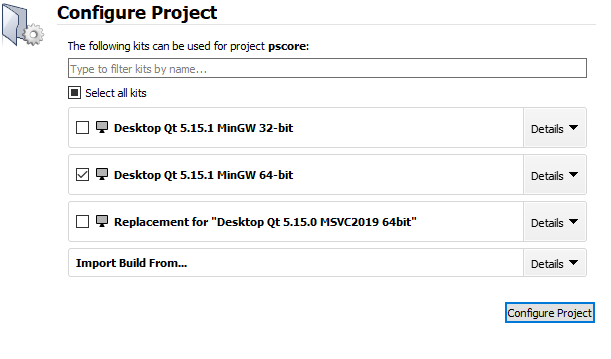 Configure Project
The following kits can be used for project pscore:
Type to filter kits by name...
Select all kits
Desktop Qt 5.15.1 MinGW 32-bit
Details
Desktop Qt 5.15.1 MinGW 64-bit
Details
Replacement for "Desktop Qt 5.15.0 MSVC2019 64bit"
Details
Import Build From...
Details
Configure Project